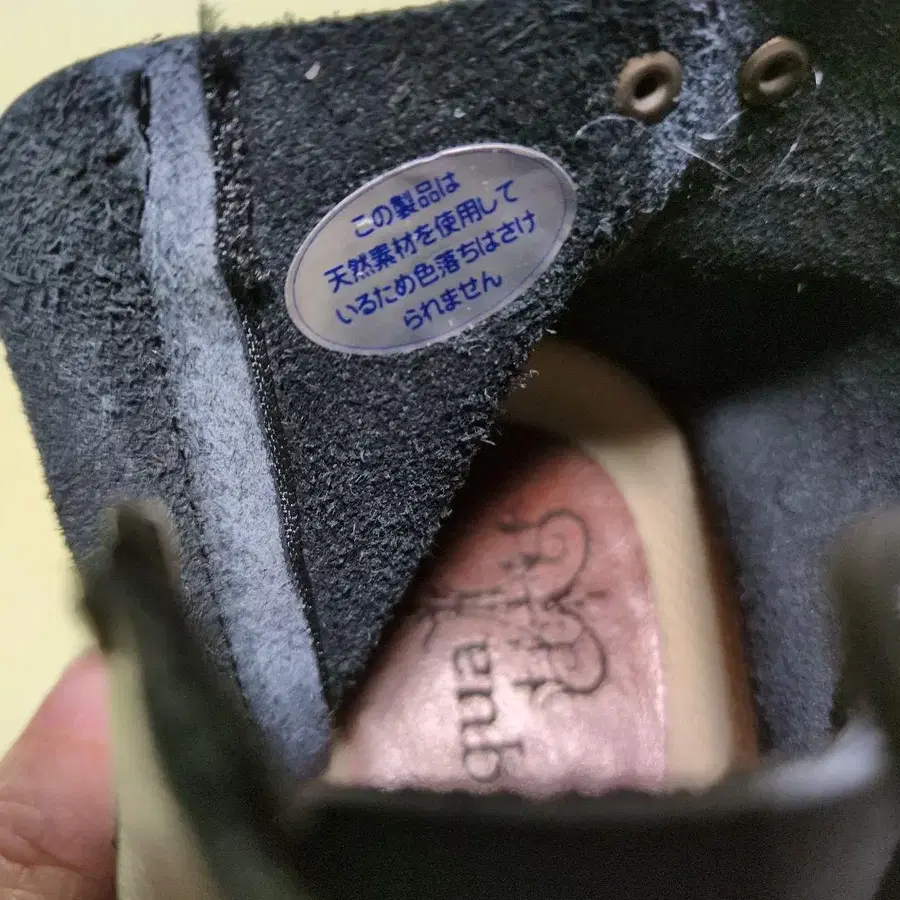 この製品は
天然素材を使用して
いるため色落ちはさけ
られません